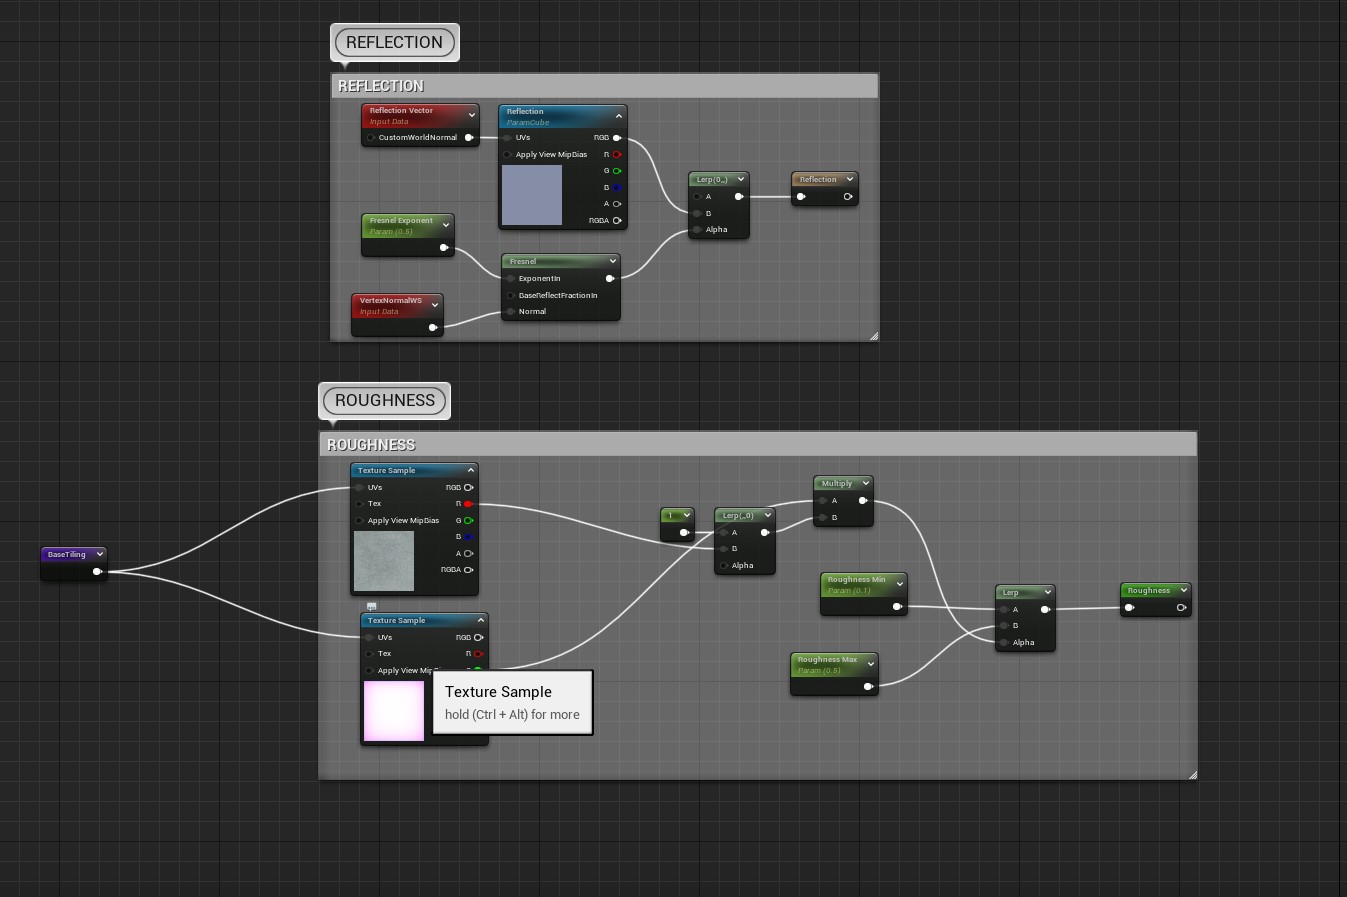 REFLECTION
REFLECTION
Reflection Vector
Input Data
CustomWorldNormal
Reflection
ParamCube
UVs
RGB
Apply View MipBias
R
G
B
A
RGBA
Fresnel Exponent
Param (0.5)
VertexNormalWS
Input Data
Fresnel
ExponentIn
BaseReflectFractionIn
Normal
Lerp(0,,)
A
B
Alpha
Reflection
ROUGHNESS
ROUGHNESS
BaseTiling
Texture Sample
UVs
RGB
Tex
R
Apply View MipBias
G
B
A
RGBA
Texture Sample
UVs
RGB
Tex
R
Texture Sample
hold (Ctrl + Alt) for more
1
Lerp(,,0)
A
B
Alpha
Multiply
A
B
Roughness Min
Param (0.1)
Roughness Max
Param (0.5)
Lerp
A
B
Alpha
Roughness